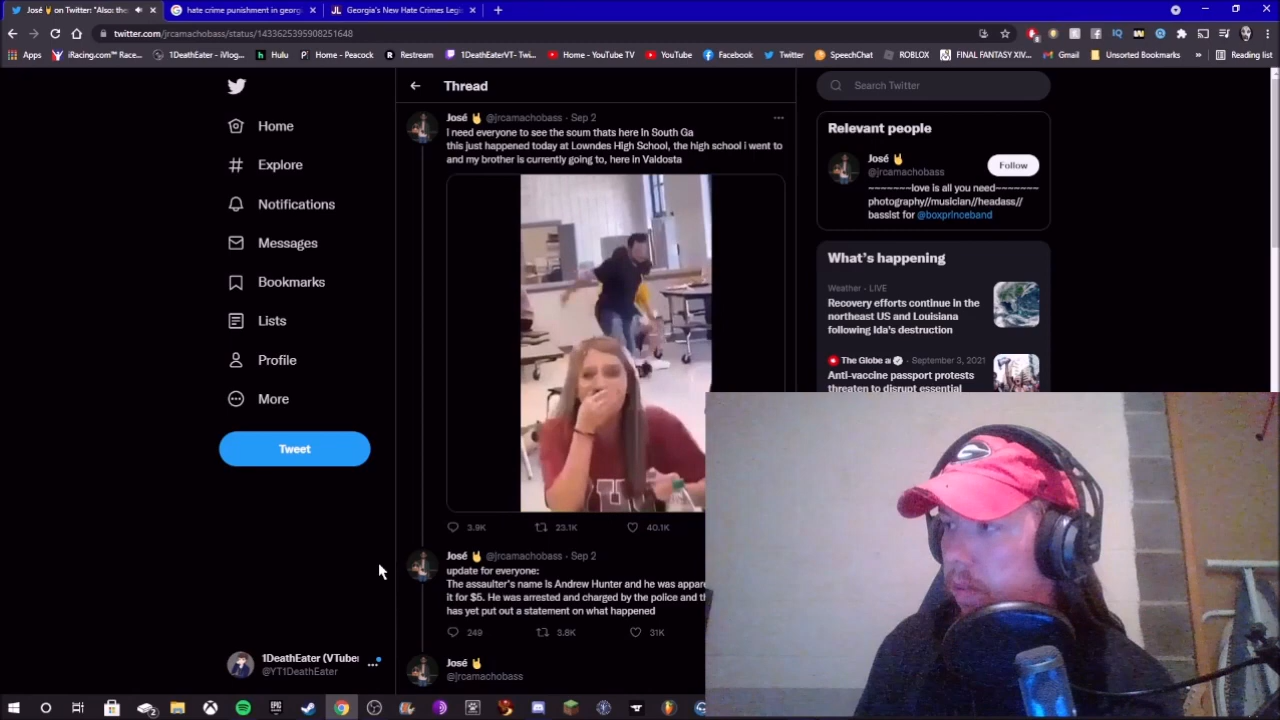 José 🤘 on Twitter: "Also: the
hate crime punishment in georg
Georgia's New Hate Crimes Legi
twitter.com/jrcamachobass/status/1433625395908251648
Apps
iRacing.com™ Race...
1DeathEater - iVlog...
Hulu
Home - Peacock
Restream
1DeathEaterVT - Twi...
Home - YouTube TV
YouTube
Facebook
Twitter
SpeechChat
ROBLOX
FINAL FANTASY XIV...
Gmail
Unsorted Bookmarks
»
Reading list
Home
Explore
Notifications
Messages
Bookmarks
Lists
Profile
More
Tweet
1DeathEater (VTuber
@YT1DeathEater
Thread
José 🤘 @jrcamachobass · Sep 2
I need everyone to see the scum thats here in South Ga
this just happened today at Lowndes High School, the high school i went to
and my brother is currently going to, here in Valdosta
3.9K 23.1K 40.1K
José 🤘 @jrcamachobass · Sep 2
update for everyone:
The assaulter's name is Andrew Hunter and he was appare
it for $5. He was arrested and charged by the police and th
has yet put out a statement on what happened
249 3.8K 31K
José 🤘
@jrcamachobass
Search Twitter
Relevant people
José 🤘
@jrcamachobass
Follow
~~~~~~~love is all you need~~~~~~~
photography//musician//headass//
bassist for @boxprinceband
What's happening
Weather · LIVE
Recovery efforts continue in the
northeast US and Louisiana
following Ida's destruction
The Globe a · September 3, 2021
Anti-vaccine passport protests
threaten to disrupt essential